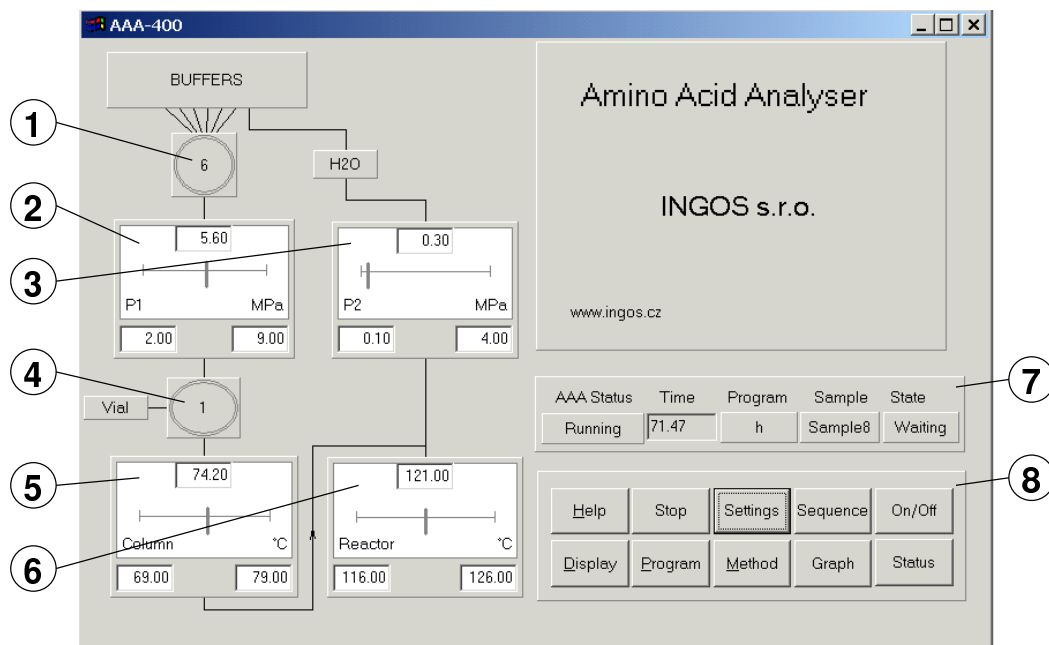 AAA-400
BUFFERS
1
6
H2O
2
5.60
P1 MPa
2.00 9.00
3
0.30
P2 MPa
0.10 4.00
4
Vial
1
5
74.20
Column °C
69.00 79.00
6
121.00
Reactor °C
116.00 126.00
Amino Acid Analyser
INGOS s.r.o.
www.ingos.cz
7
AAA Status Time Program Sample State
Running 71.47 h Sample8 Waiting
8
Help Stop Settings Sequence On/Off
Display Program Method Graph Status